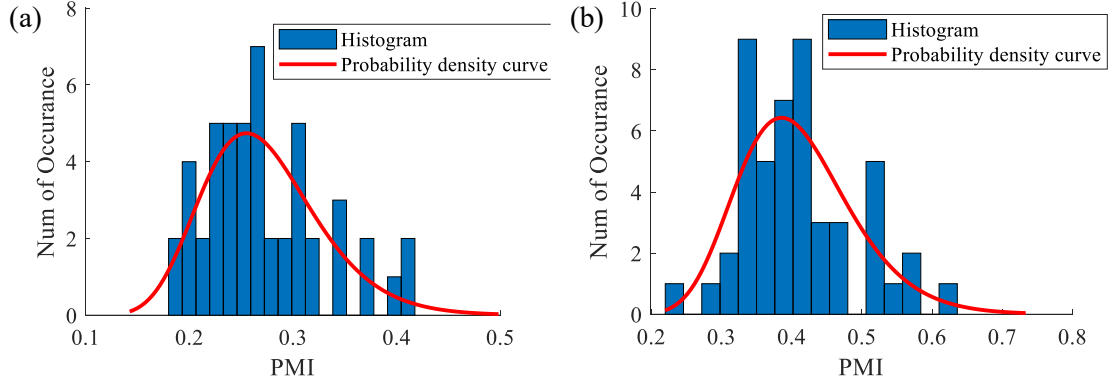 (a)
8
6
4
2
0
Num of Occurance
Histogram
Probability density curve
0.1
0.2
0.3
0.4
0.5
PMI
(b)
10
8
6
4
2
0
Num of Occurance
Histogram
Probability density curve
0.2
0.3
0.4
0.5
0.6
0.7
0.8
PMI